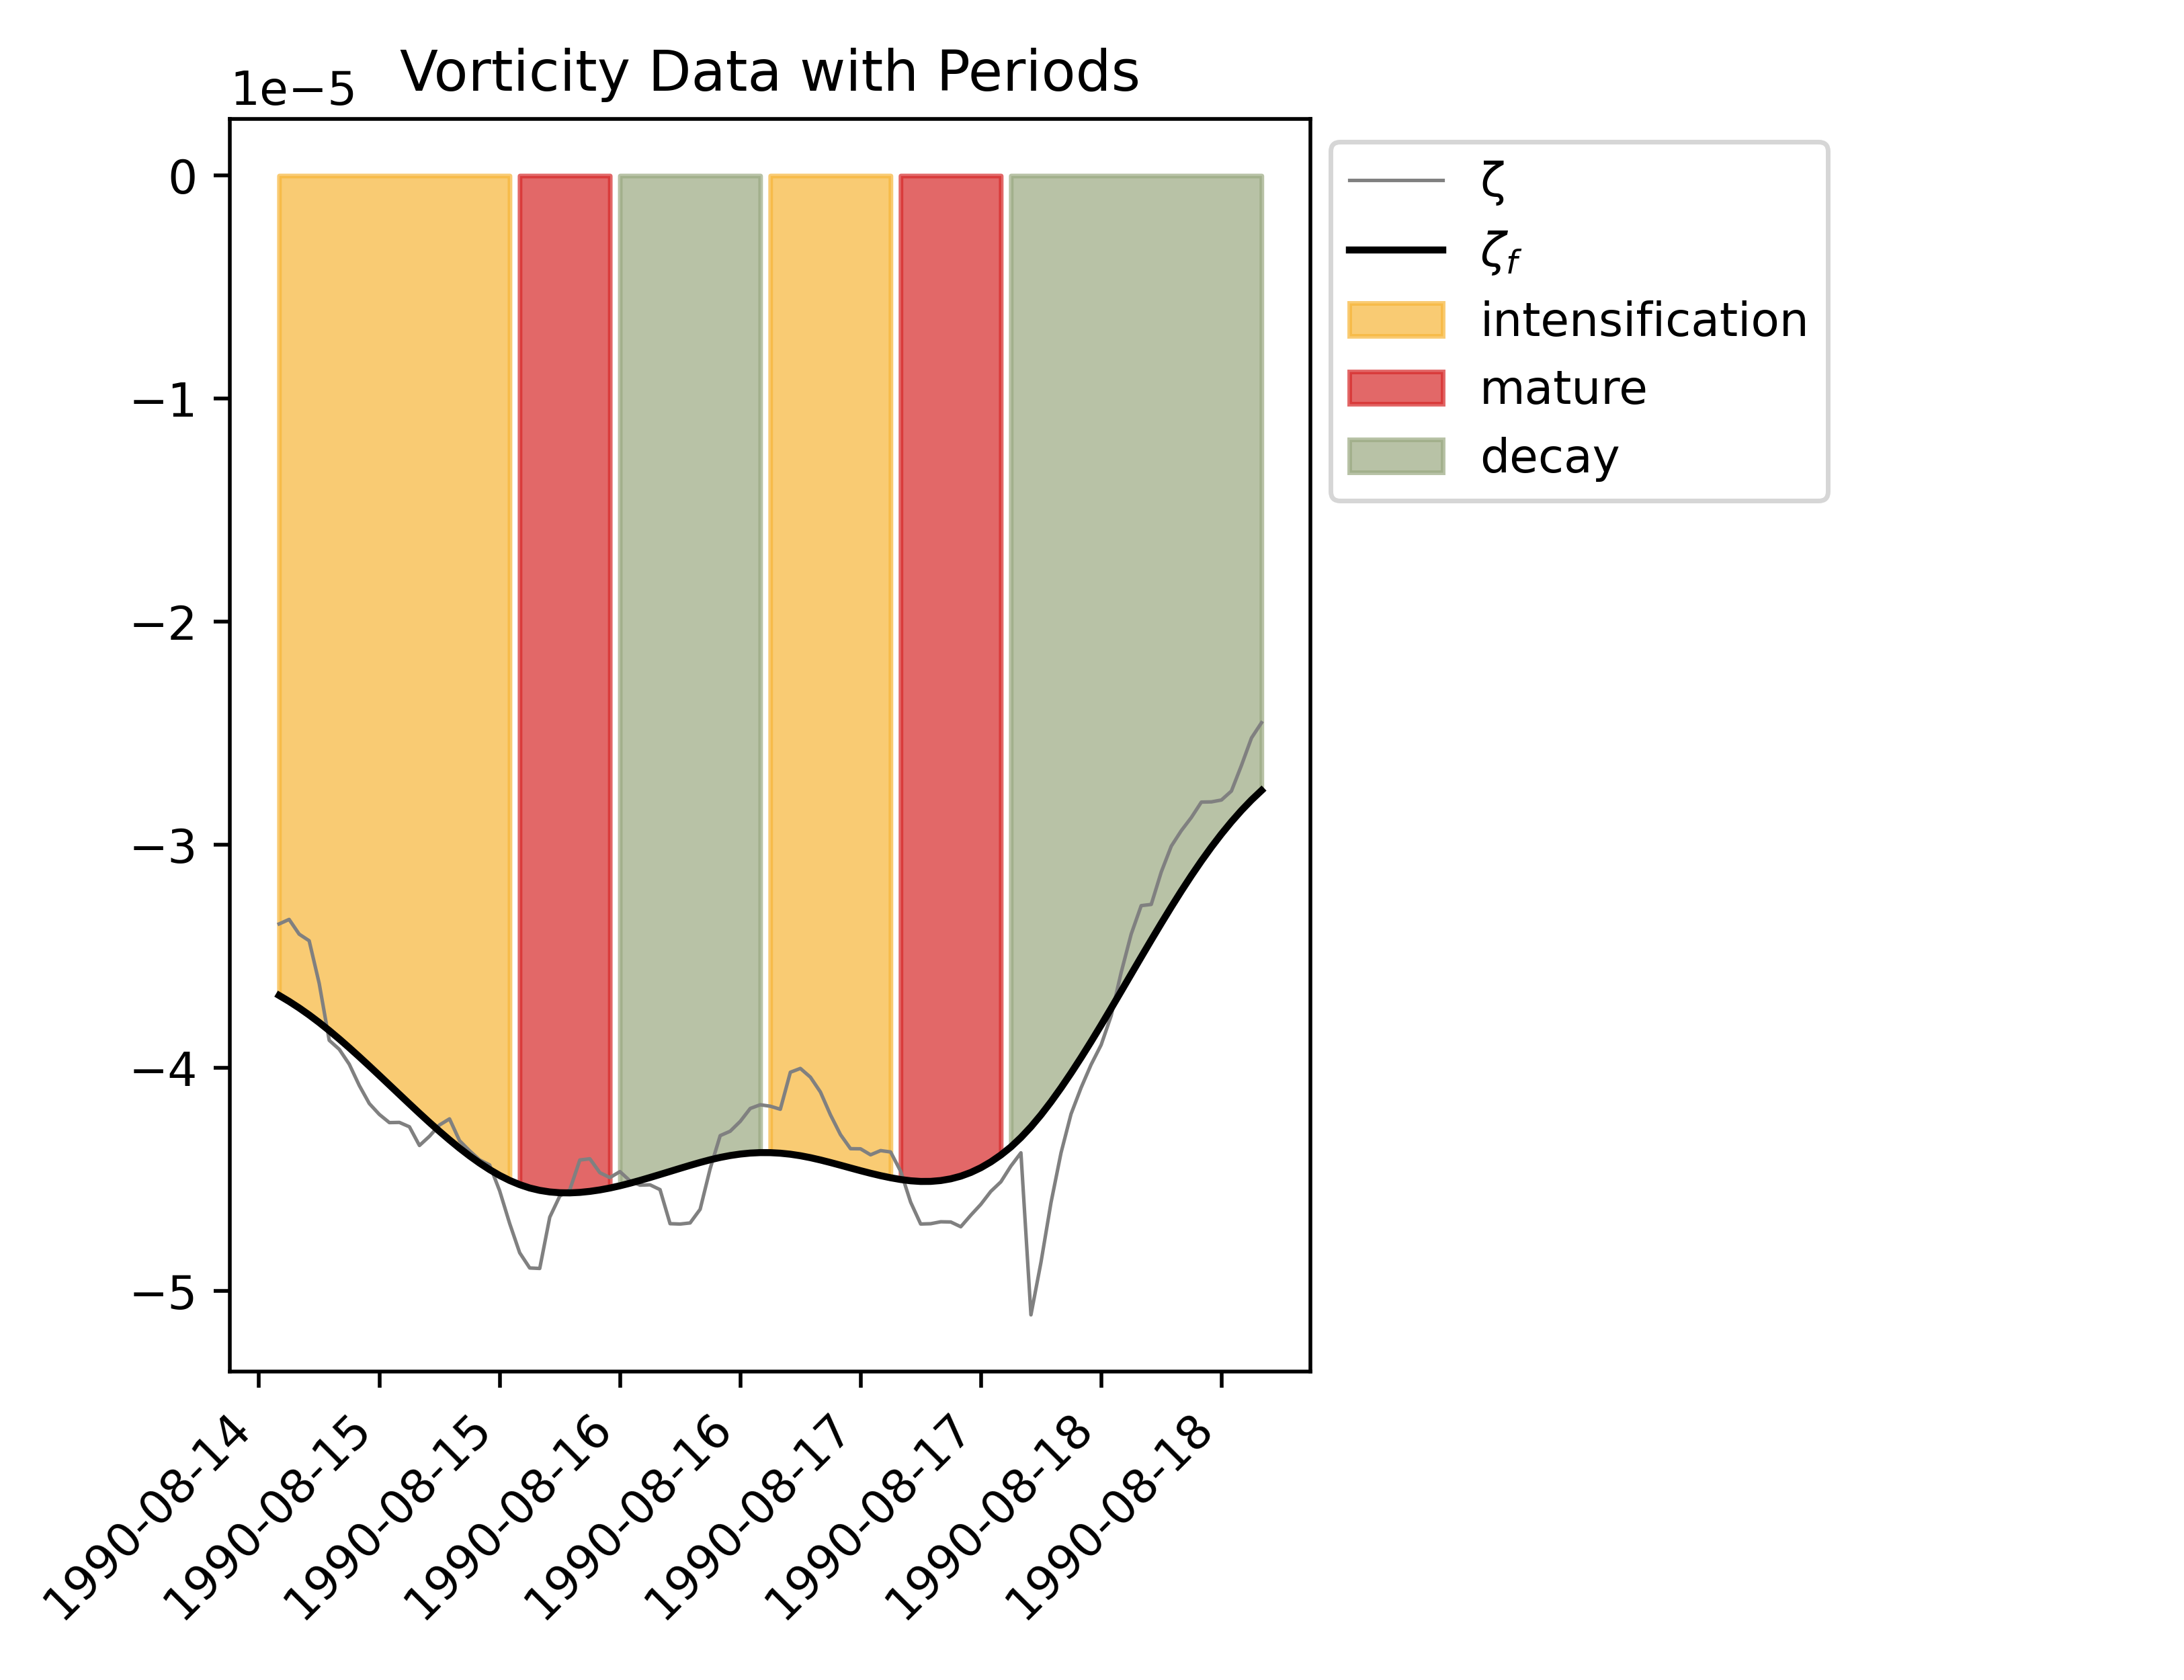 Vorticity Data with Periods
1e−5
0
−1
−2
−3
−4
−5
1990-08-14
1990-08-15
1990-08-15
1990-08-16
1990-08-16
1990-08-17
1990-08-17
1990-08-18
1990-08-18
ζ
ζ_f
intensification
mature
decay